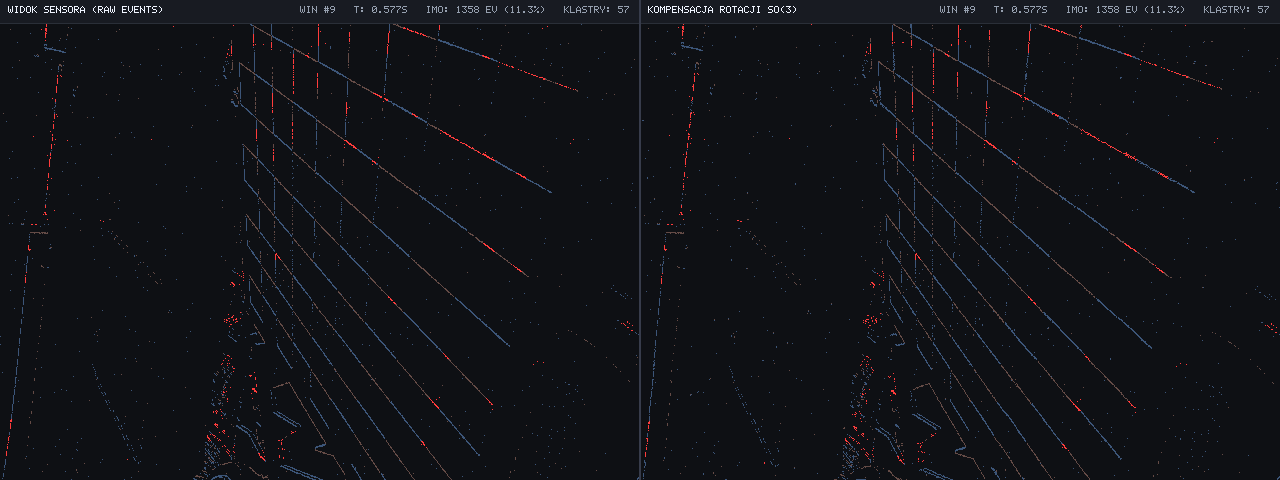 WIDOK SENSORA (RAW EVENTS) WIN #9 T: 0.577S IMO: 1358 EV (11.3%) KLASTRY: 57
KOMPENSACJA ROTACJI SO(3) WIN #9 T: 0.577S IMO: 1358 EV (11.3%) KLASTRY: 57